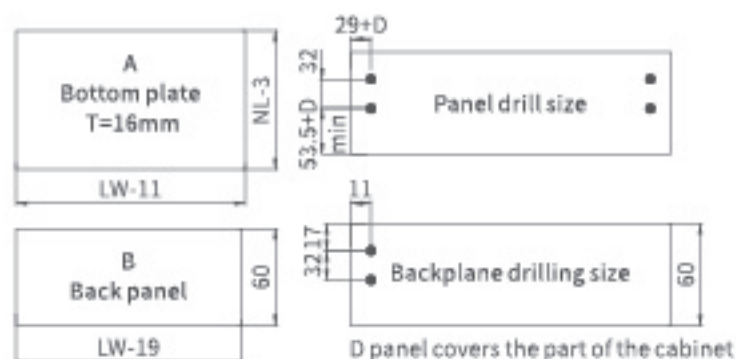 A
Bottom plate
T=16mm
NL-3
LW-11
29+D
32
53.5+D
min
Panel drill size
B
Back panel
60
LW-19
11
17
32
Backplane drilling size
60
D panel covers the part of the cabinet